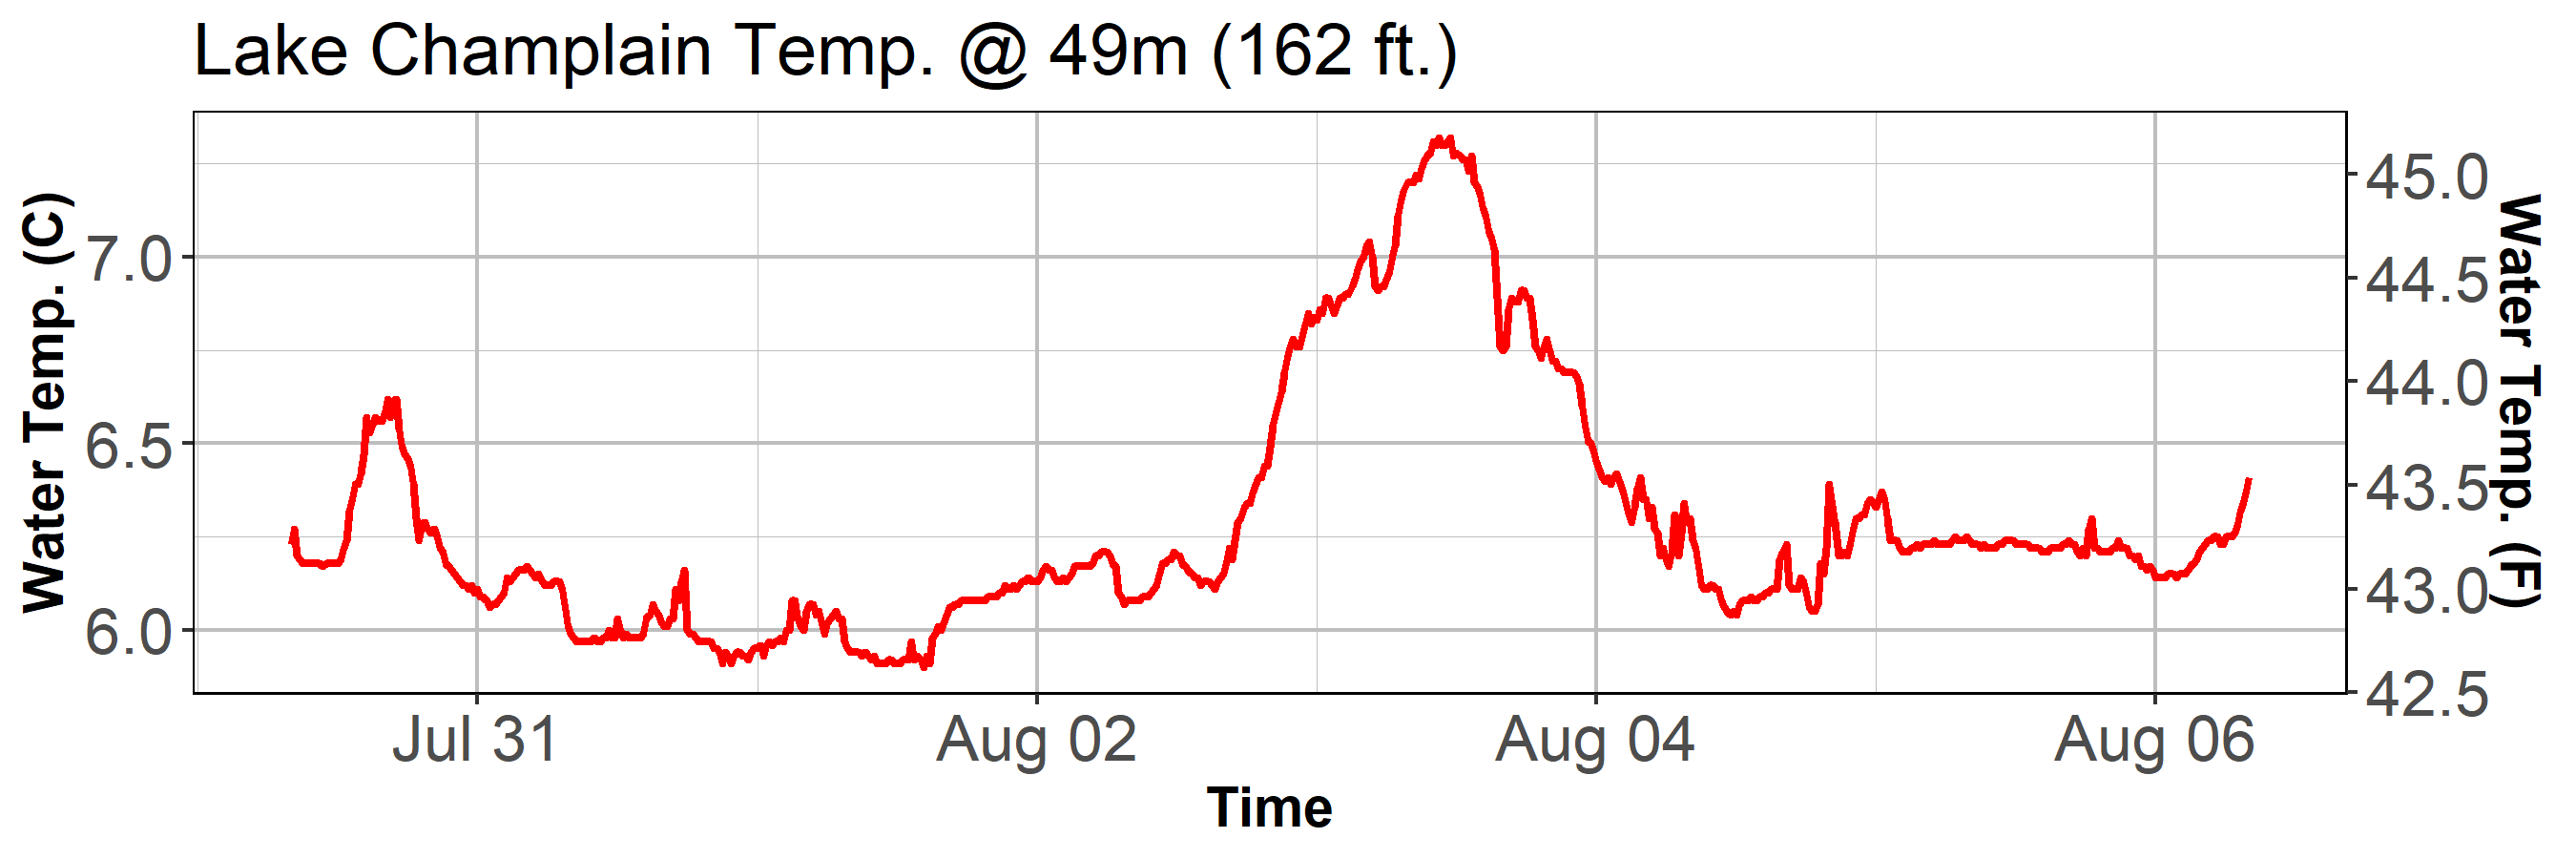 Lake Champlain Temp. @ 49m (162 ft.)
Water Temp. (C)
7.0
6.5
6.0
45.0
44.5
44.0
43.5
43.0
42.5
Water Temp. (F)
Jul 31
Aug 02
Aug 04
Aug 06
Time